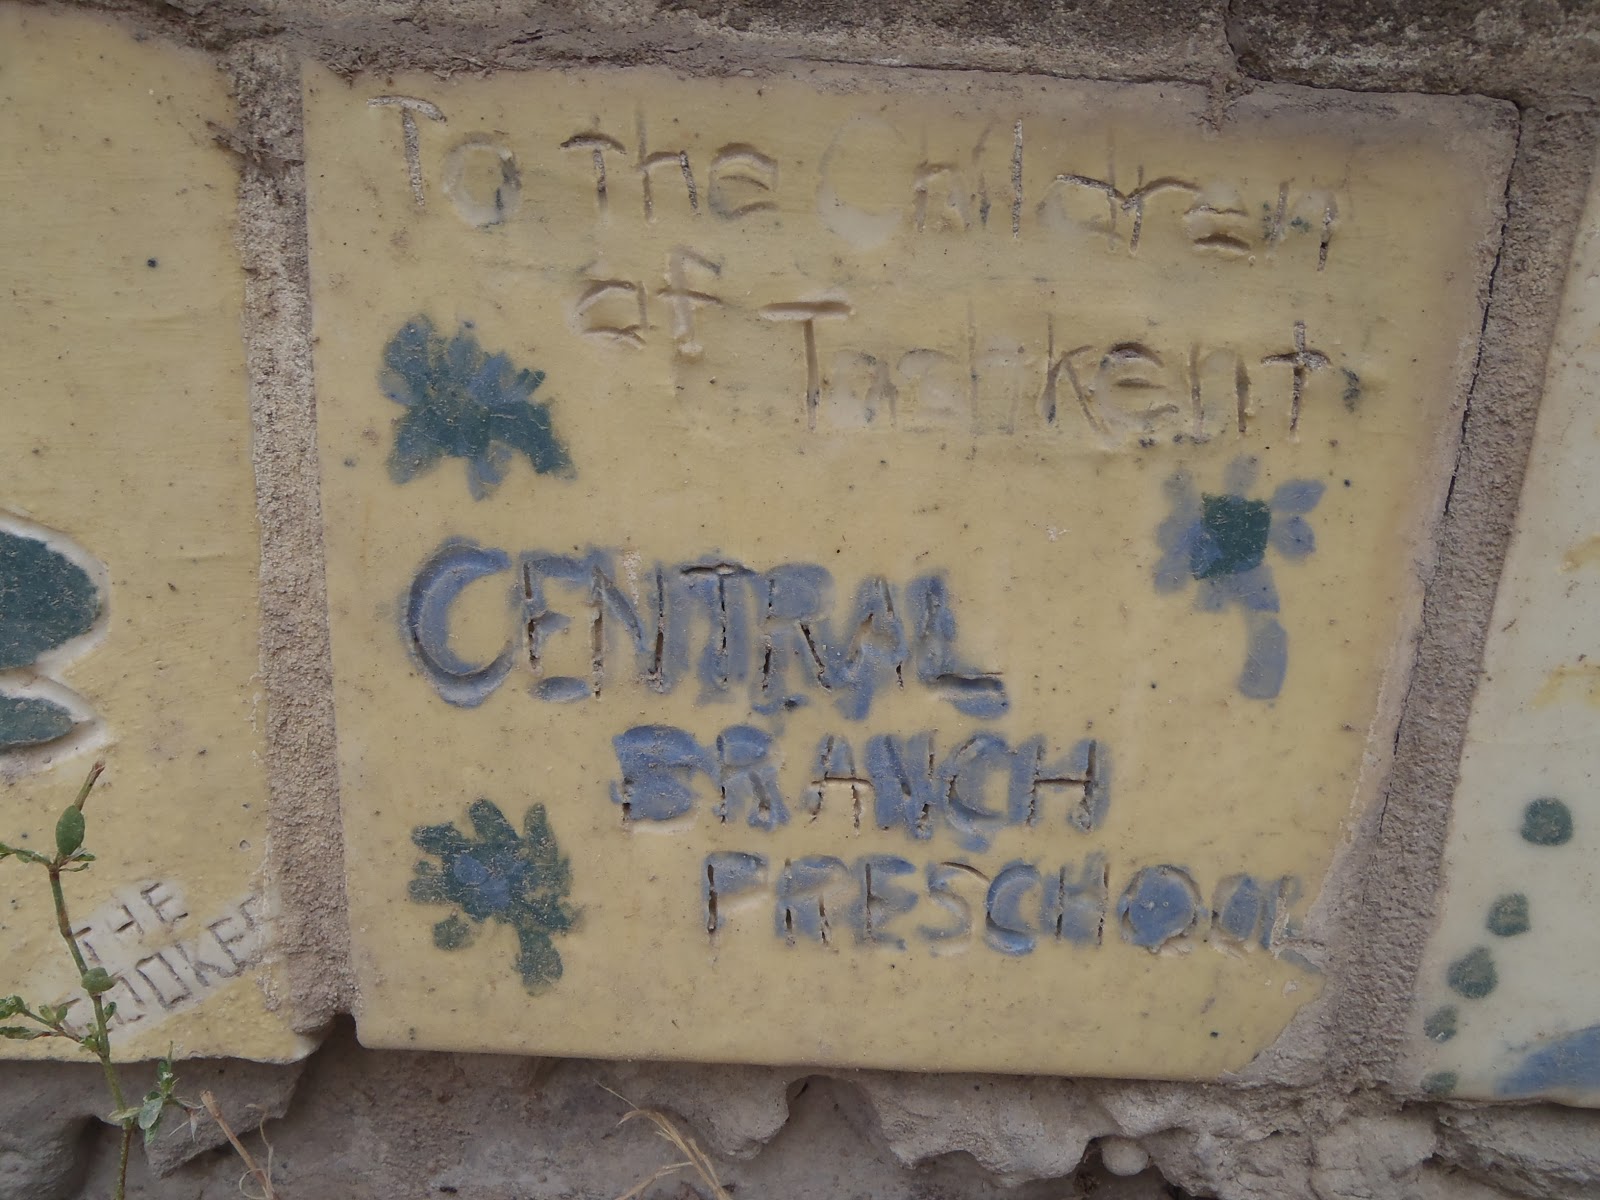 To the Children
of Tashkent
CENTRAL
BRANCH
PRESCHOOL
THE